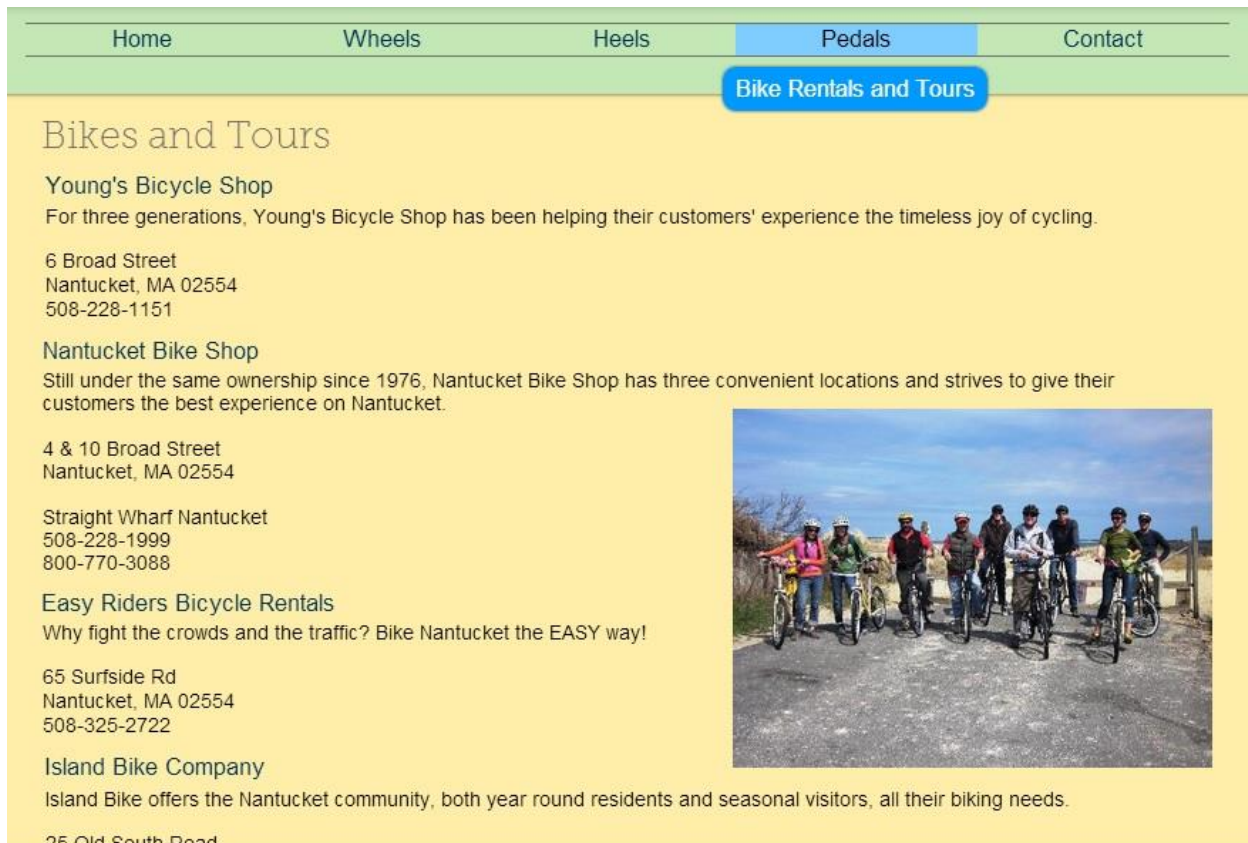 Home Wheels Heels Pedals Contact
Bike Rentals and Tours
Bikes and Tours
Young's Bicycle Shop
For three generations, Young's Bicycle Shop has been helping their customers' experience the timeless joy of cycling.
6 Broad Street
Nantucket, MA 02554
508-228-1151
Nantucket Bike Shop
Still under the same ownership since 1976, Nantucket Bike Shop has three convenient locations and strives to give their
customers the best experience on Nantucket.
4 & 10 Broad Street
Nantucket, MA 02554
Straight Wharf Nantucket
508-228-1999
800-770-3088
Easy Riders Bicycle Rentals
Why fight the crowds and the traffic? Bike Nantucket the EASY way!
65 Surfside Rd
Nantucket, MA 02554
508-325-2722
Island Bike Company
Island Bike offers the Nantucket community, both year round residents and seasonal visitors, all their biking needs.
25 Old South Road